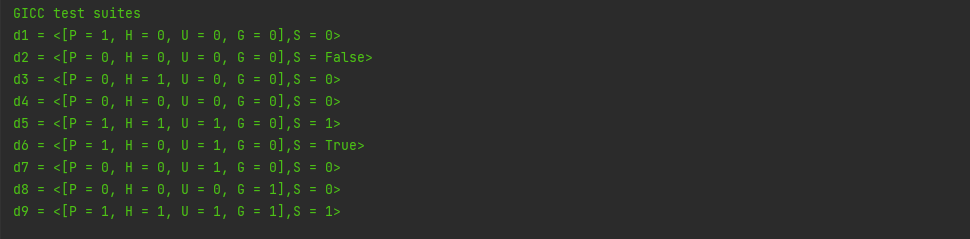 GICC test suites
d1 = <[P = 1, H = 0, U = 0, G = 0],S = 0>
d2 = <[P = 0, H = 0, U = 0, G = 0],S = False>
d3 = <[P = 0, H = 1, U = 0, G = 0],S = 0>
d4 = <[P = 0, H = 0, U = 0, G = 0],S = 0>
d5 = <[P = 1, H = 1, U = 1, G = 0],S = 1>
d6 = <[P = 1, H = 0, U = 1, G = 0],S = True>
d7 = <[P = 0, H = 0, U = 1, G = 0],S = 0>
d8 = <[P = 0, H = 0, U = 0, G = 1],S = 0>
d9 = <[P = 1, H = 1, U = 1, G = 1],S = 1>